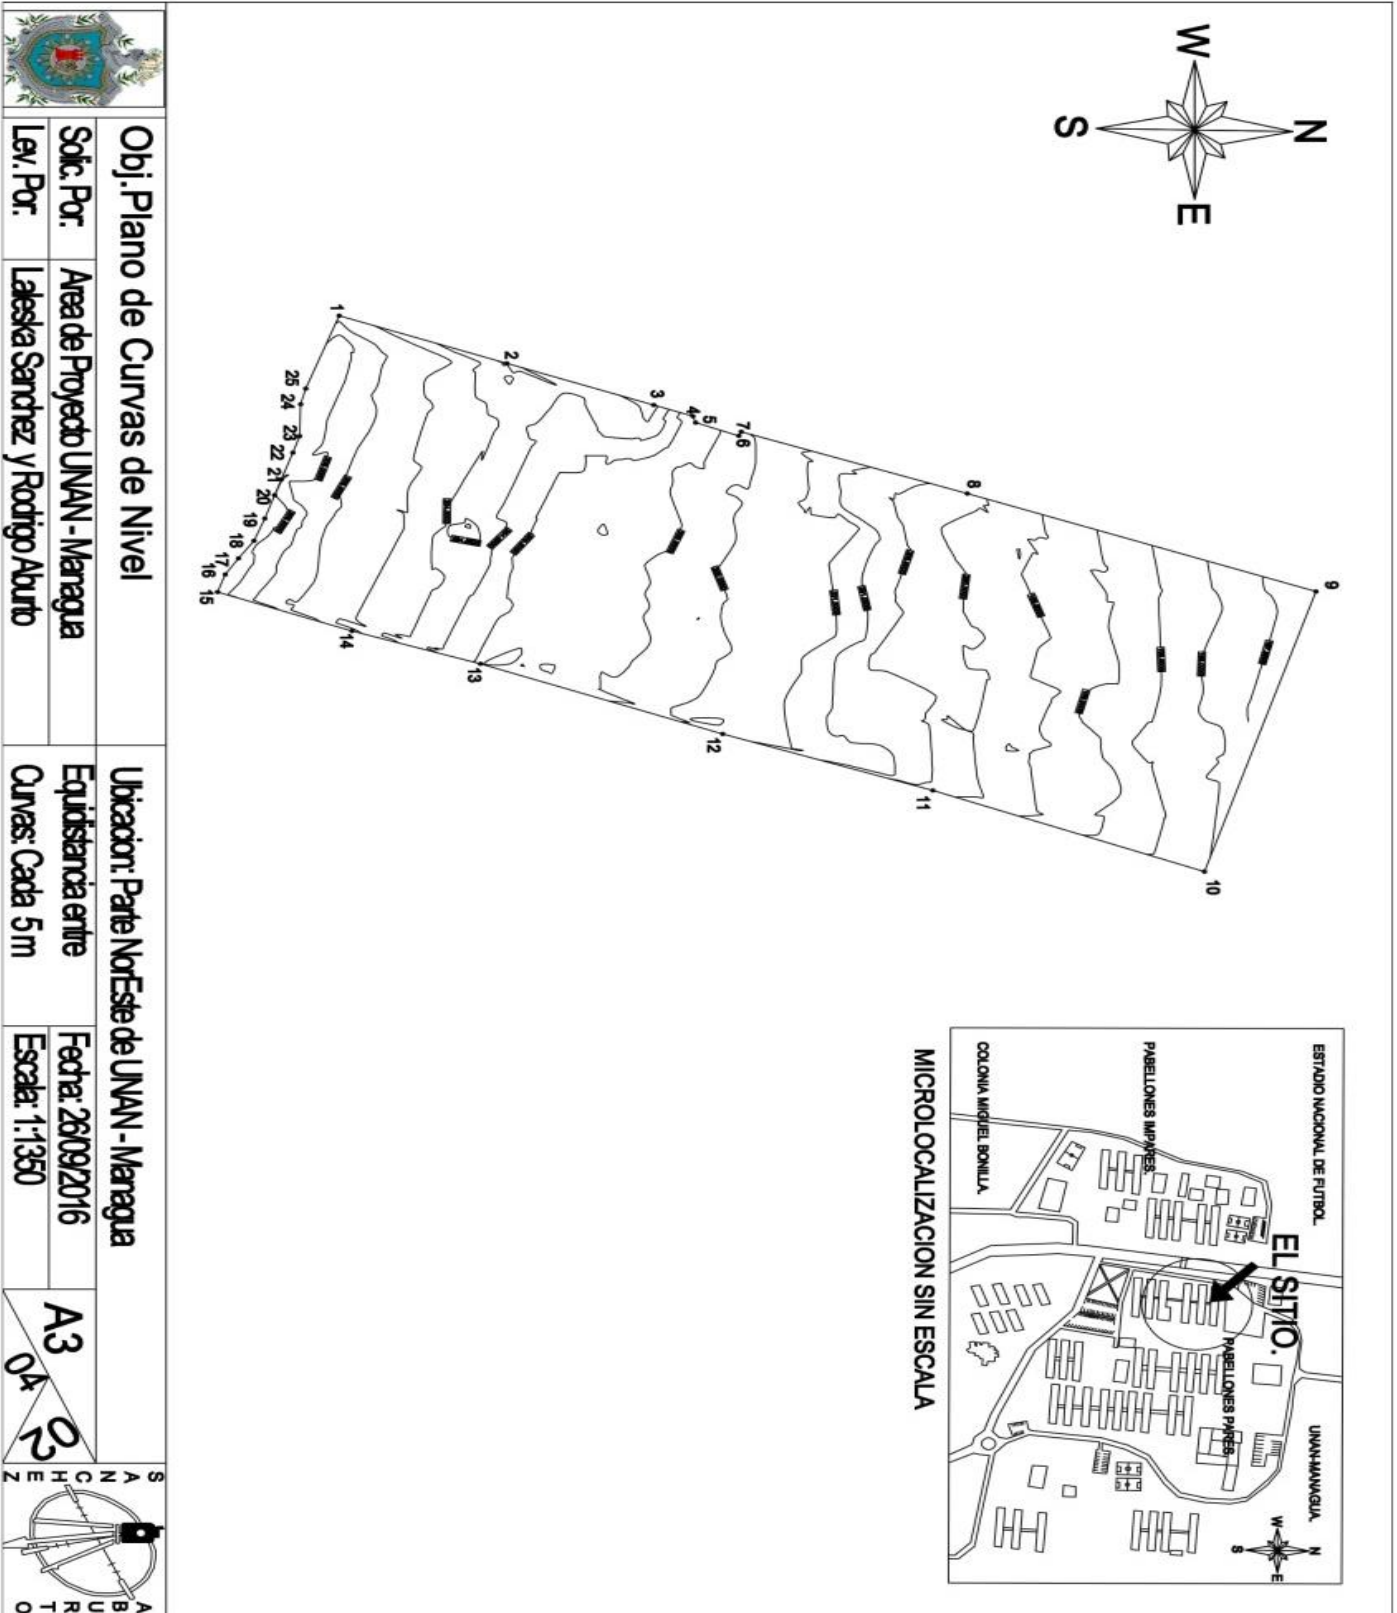 N
W
E
S
1
2
3
4
5
7
6
8
9
10
11
12
13
14
15
16
17
18
19
20
21
22
23
24
25
ESTADIO NACIONAL DE FUTBOL.
UNAN-MANAGUA.
EL SITIO.
PABELLONES IMPARES.
PABELLONES PARES.
COLONIA MIGUEL BONILLA.
N
W
E
S
MICROLOCALIZACION SIN ESCALA
Obj.Plano de Curvas de Nivel
Ubicacion: Parte NorEste de UNAN - Managua
Solic. Por: Area de Proyecto UNAN - Managua
Lev. Por: Laleska Sanchez y Rodrigo Aburto
Equidistancia entre
Curvas: Cada 5 m
Fecha: 26/09/2016
Escala: 1:1350
A3
04
02
SANCHEZ
ABURTO